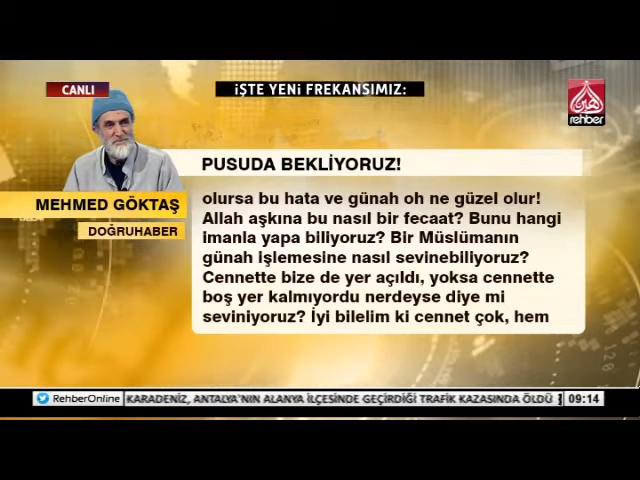 CANLI
İŞTE YENİ FREKANSIMIZ:
rehber
PUSUDA BEKLİYORUZ!
MEHMED GÖKTAŞ
DOĞRUHABER
olursa bu hata ve günah oh ne güzel olur!
Allah aşkına bu nasıl bir fecaat? Bunu hangi
imanla yapa biliyoruz? Bir Müslümanın
günah işlemesine nasıl sevinebiliyoruz?
Cennette bize de yer açıldı, yoksa cennette
boş yer kalmıyordu nerdeyse diye mi
seviniyoruz? İyi bilelim ki cennet çok, hem
RehberOnline KARADENİZ, ANTALYA'NIN ALANYA İLÇESİNDE GEÇİRDİĞİ TRAFİK KAZASINDA ÖLDÜ 09:14